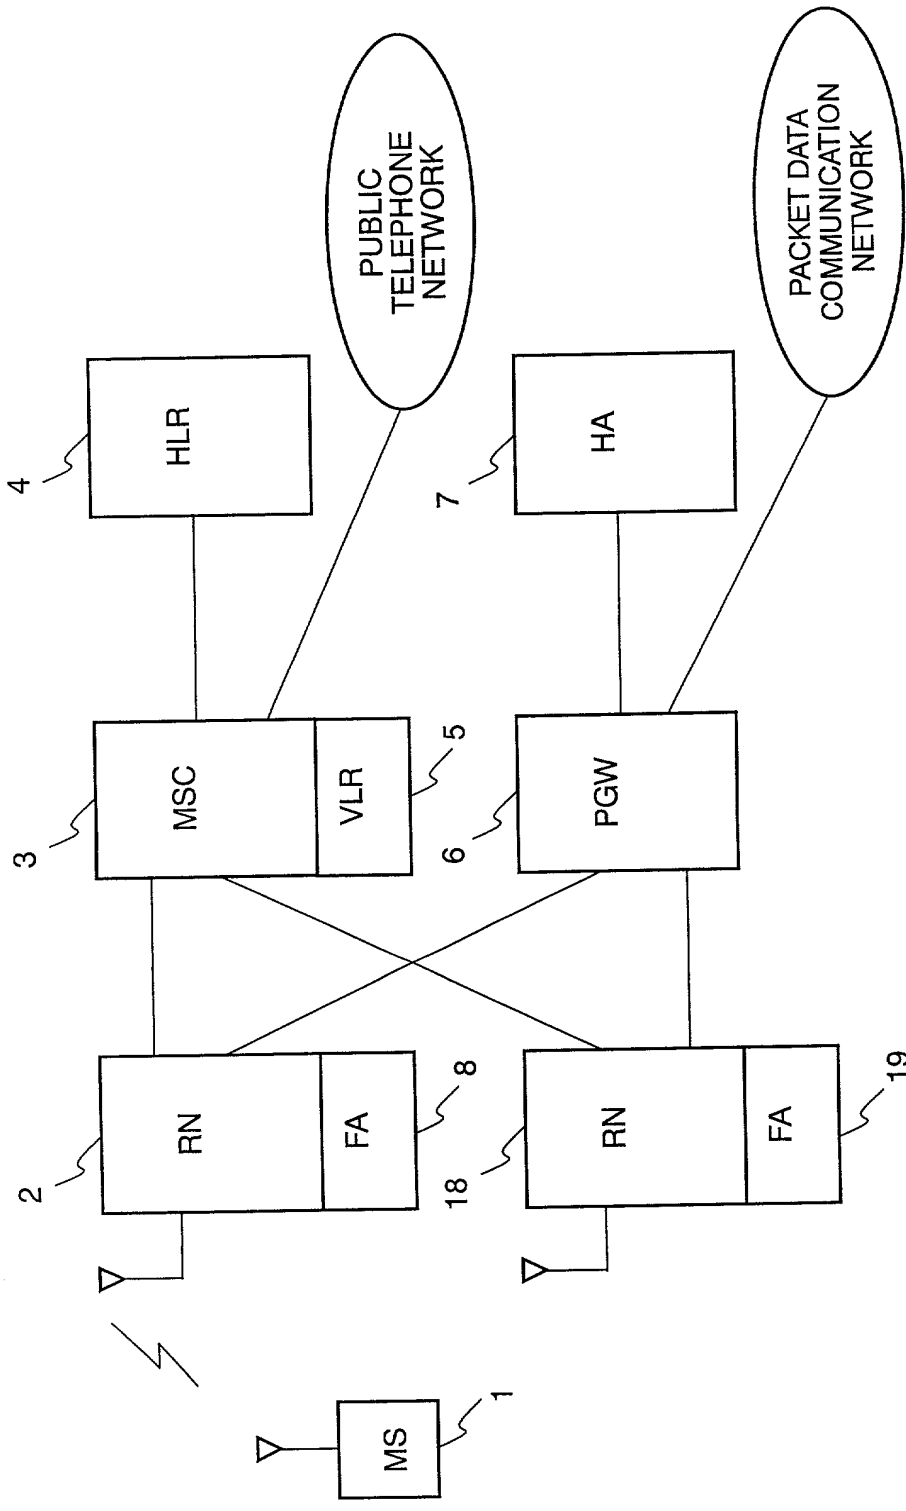 4
HLR
PUBLIC
TELEPHONE
NETWORK
3
MSC
VLR
5
2
RN
FA
8
MS
1
7
HA
PACKET DATA
COMMUNICATION
NETWORK
6
PGW
18
RN
FA
19